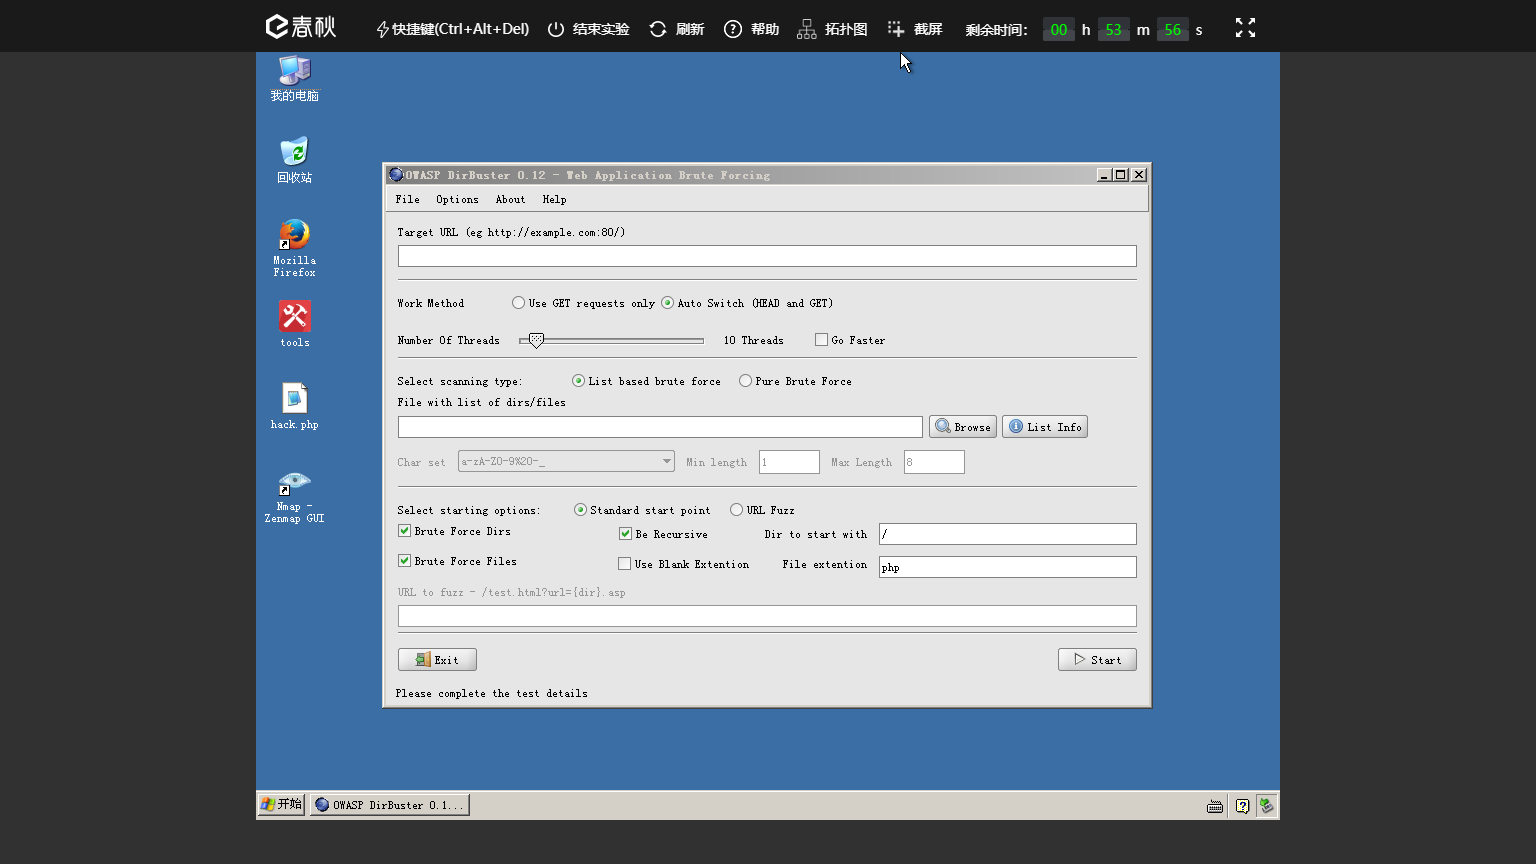 春秋 快捷键(Ctrl+Alt+Del) 结束实验 刷新 帮助 拓扑图 截屏 剩余时间: 00 h 53 m 56 s
我的电脑
回收站
Mozilla
Firefox
tools
hack.php
Nmap -
Zenmap GUI
OWASP DirBuster 0.12 - Web Application Brute Forcing
File Options About Help
Target URL (eg http://example.com:80/)
Work Method Use GET requests only Auto Switch (HEAD and GET)
Number Of Threads 10 Threads Go Faster
Select scanning type: List based brute force Pure Brute Force
File with list of dirs/files
Browse List Info
Char set a-zA-Z0-9%20-_ Min length 1 Max Length 8
Select starting options: Standard start point URL Fuzz
Brute Force Dirs Be Recursive Dir to start with /
Brute Force Files Use Blank Extention File extention php
URL to fuzz - /test.html?url={dir}.asp
Exit Start
Please complete the test details
开始 OWASP DirBuster 0.1...